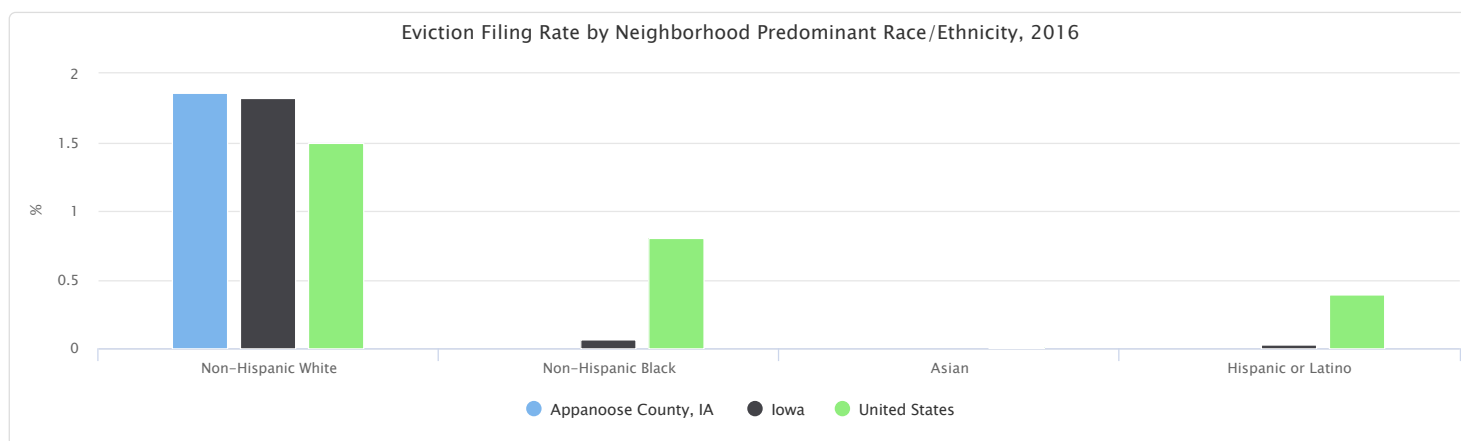 Eviction Filing Rate by Neighborhood Predominant Race/Ethnicity, 2016
2
1.5
%
1
0.5
0
Non-Hispanic White Non-Hispanic Black Asian Hispanic or Latino
Appanoose County, IA Iowa United States